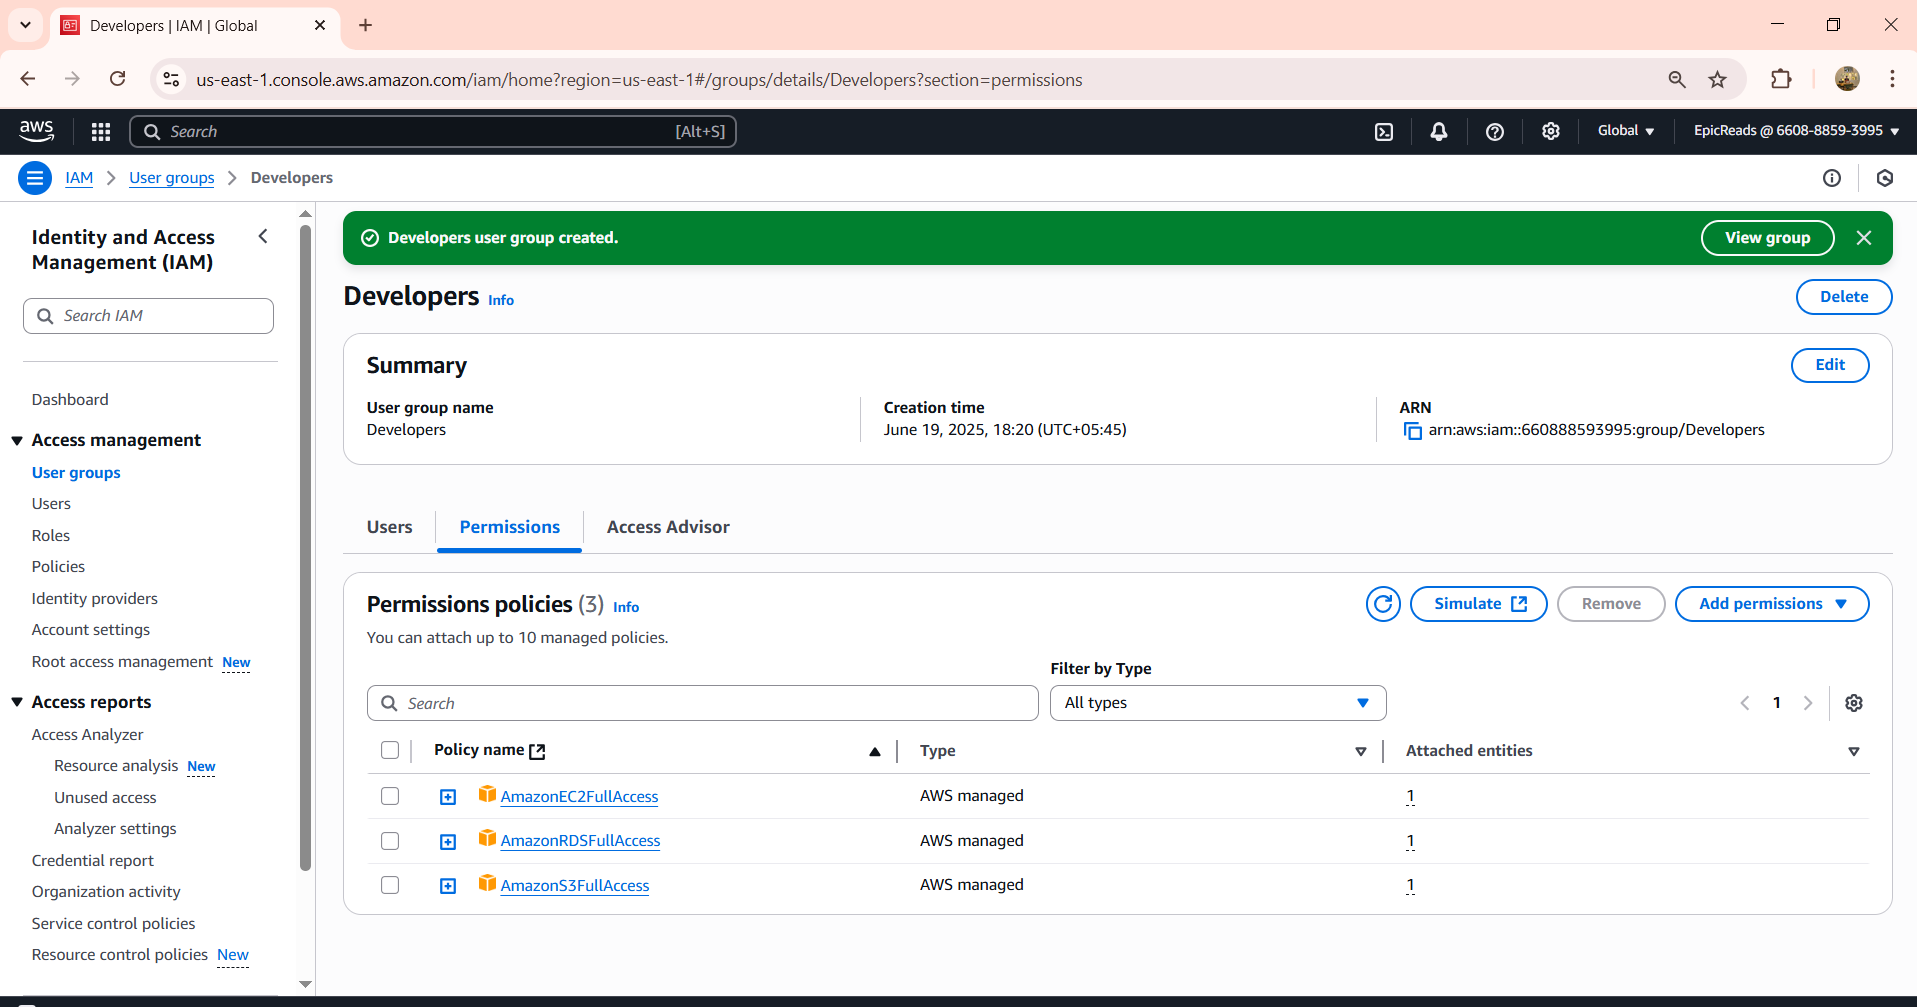 Developers | IAM | Global
us-east-1.console.aws.amazon.com/iam/home?region=us-east-1#/groups/details/Developers?section=permissions
aws
Search [Alt+S]
Global
EpicReads @ 6608-8859-3995
IAM
User groups
Developers
Identity and Access Management (IAM)
Search IAM
Dashboard
Access management
User groups
Users
Roles
Policies
Identity providers
Account settings
Root access management New
Access reports
Access Analyzer
Resource analysis New
Unused access
Analyzer settings
Credential report
Organization activity
Service control policies
Resource control policies New
Developers user group created.
View group
Developers Info
Delete
Summary
Edit
User group name
Developers
Creation time
June 19, 2025, 18:20 (UTC+05:45)
ARN
arn:aws:iam::660888593995:group/Developers
Users
Permissions
Access Advisor
Permissions policies (3) Info
Simulate
Remove
Add permissions
You can attach up to 10 managed policies.
Filter by Type
Search
All types
1
Policy name Type Attached entities
AmazonEC2FullAccess AWS managed 1
AmazonRDSFullAccess AWS managed 1
AmazonS3FullAccess AWS managed 1